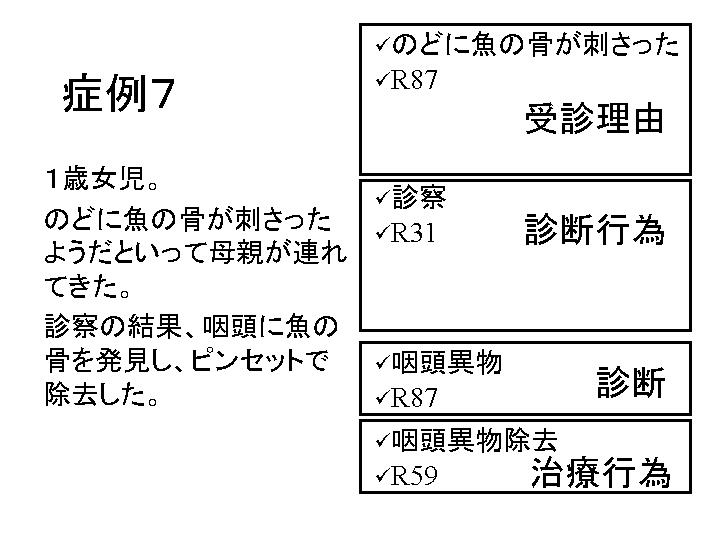 症例７
１歳女児。
のどに魚の骨が刺さった
ようだといって母親が連れ
てきた。
診察の結果、咽頭に魚の
骨を発見し、ピンセットで
除去した。
✓のどに魚の骨が刺さった
✓R 87
受診理由
✓診察
✓R 31
診断行為
✓咽頭異物
✓R 87
診断
✓咽頭異物除去
✓R 59
治療行為